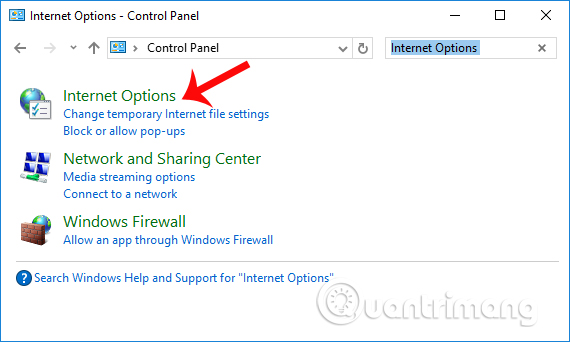 Internet Options - Control Panel
Control Panel
Internet Options
Internet Options
Change temporary Internet file settings
Block or allow pop-ups
Network and Sharing Center
Media streaming options
Connect to a network
Windows Firewall
Allow an app through Windows Firewall
? Search Windows Help and Support for "Internet Options"
Quantrimang